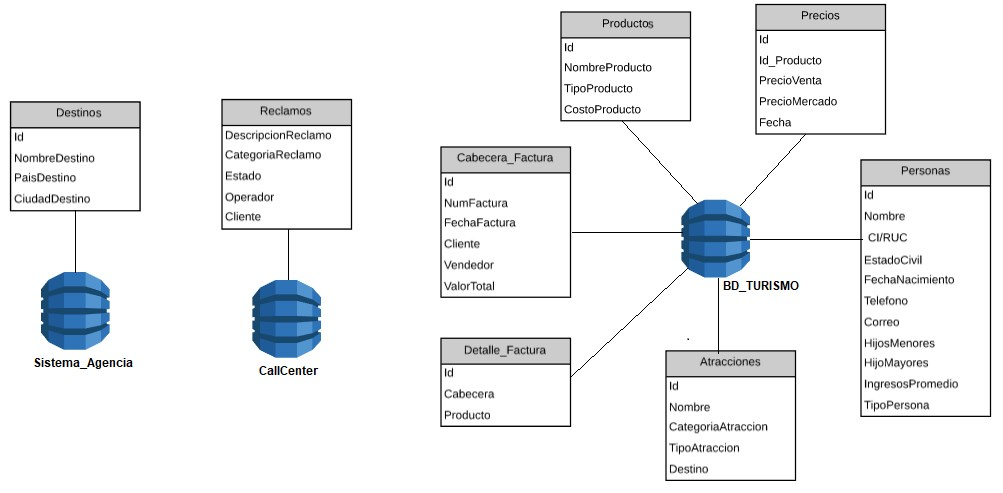 Destinos
Id
NombreDestino
PaisDestino
CiudadDestino
Sistema_Agencia
Reclamos
DescripcionReclamo
CategoriaReclamo
Estado
Operador
Cliente
CallCenter
Productos
Id
NombreProducto
TipoProducto
CostoProducto
Precios
Id
Id_Producto
PrecioVenta
PrecioMercado
Fecha
Cabecera_Factura
Id
NumFactura
FechaFactura
Cliente
Vendedor
ValorTotal
BD_TURISMO
Personas
Id
Nombre
CI/RUC
EstadoCivil
FechaNacimiento
Telefono
Correo
HijosMenores
HijoMayores
IngresosPromedio
TipoPersona
Detalle_Factura
Id
Cabecera
Producto
Atracciones
Id
Nombre
CategoriaAtraccion
TipoAtraccion
Destino